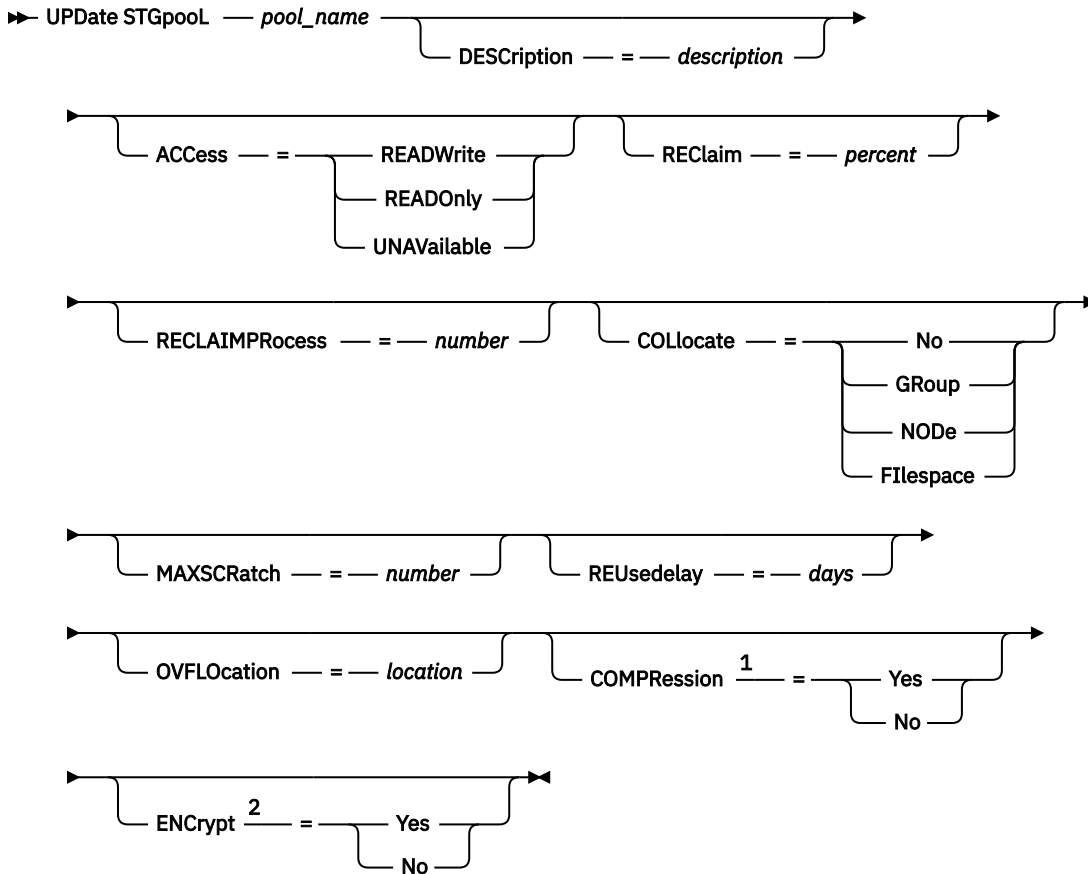 UPDate STGpooL — pool_name
DESCription — = — description
ACCess — = READWrite REClaim — = — percent
READOnly
UNAVailable
RECLAIMPRocess — = — number COLlocate — = No
GRoup
NODe
FIlespace
MAXSCRatch — = — number REUsedelay — = — days
OVFLOcation — = — location COMPRession 1 = Yes
No
ENCrypt 2 = Yes
No